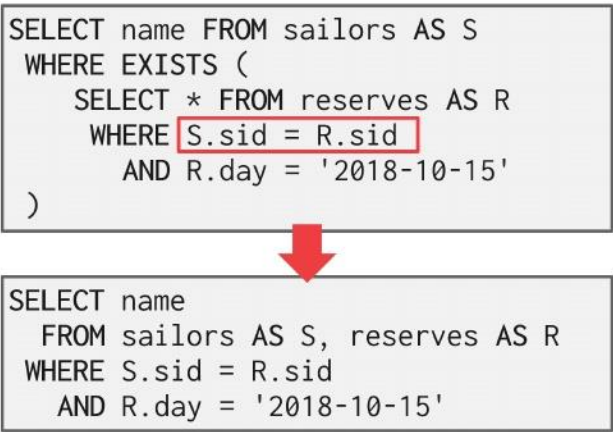 SELECT name FROM sailors AS S
WHERE EXISTS (
SELECT * FROM reserves AS R
WHERE S.sid = R.sid
AND R.day = '2018-10-15'
)
SELECT name
FROM sailors AS S, reserves AS R
WHERE S.sid = R.sid
AND R.day = '2018-10-15'